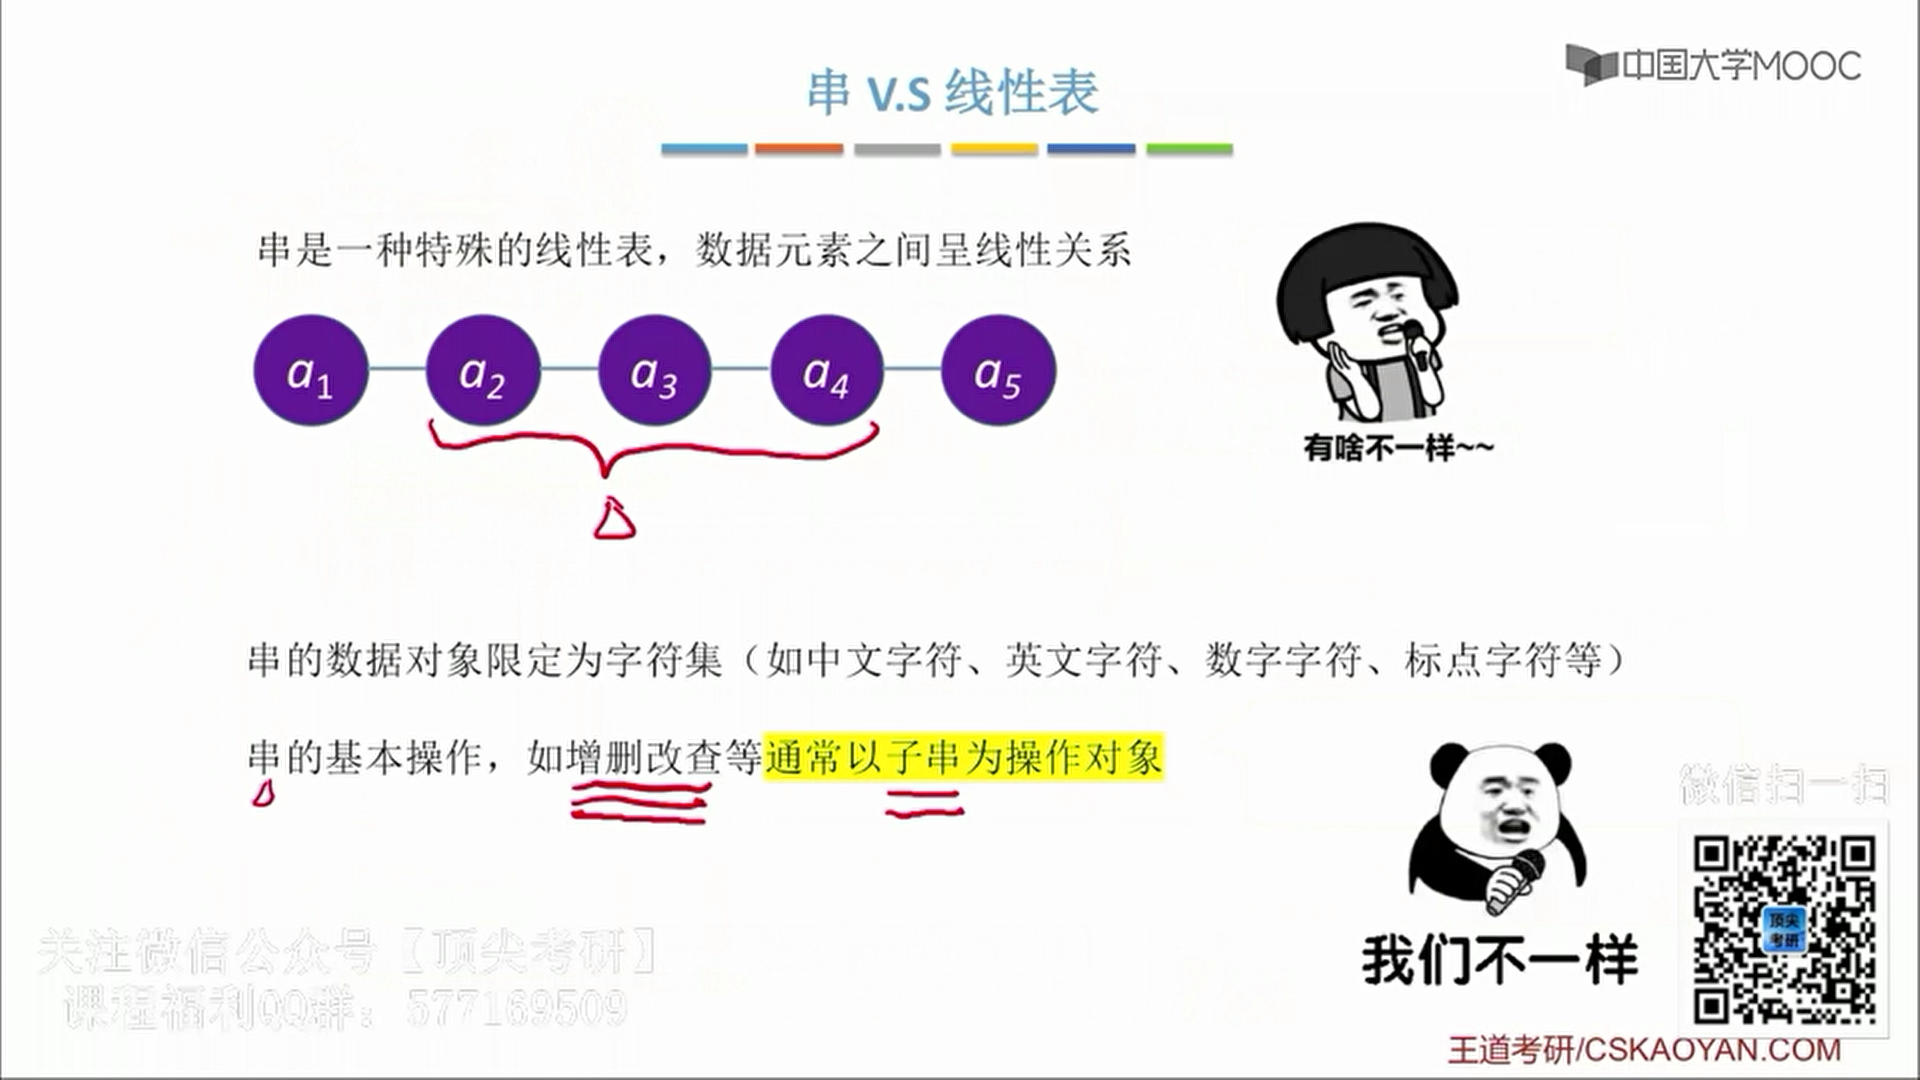 中国大学MOOC
串 V.S 线性表
串是一种特殊的线性表，数据元素之间呈线性关系
a1 a2 a3 a4 a5
有啥不一样~~
串的数据对象限定为字符集（如中文字符、英文字符、数字字符、标点字符等）
串的基本操作，如增删改查等通常以子串为操作对象
微信扫一扫
顶尖
考研
关注微信公众号【顶尖考研】
我们不一样
课程福利QQ群：577169509
王道考研/CSKAOYAN.COM